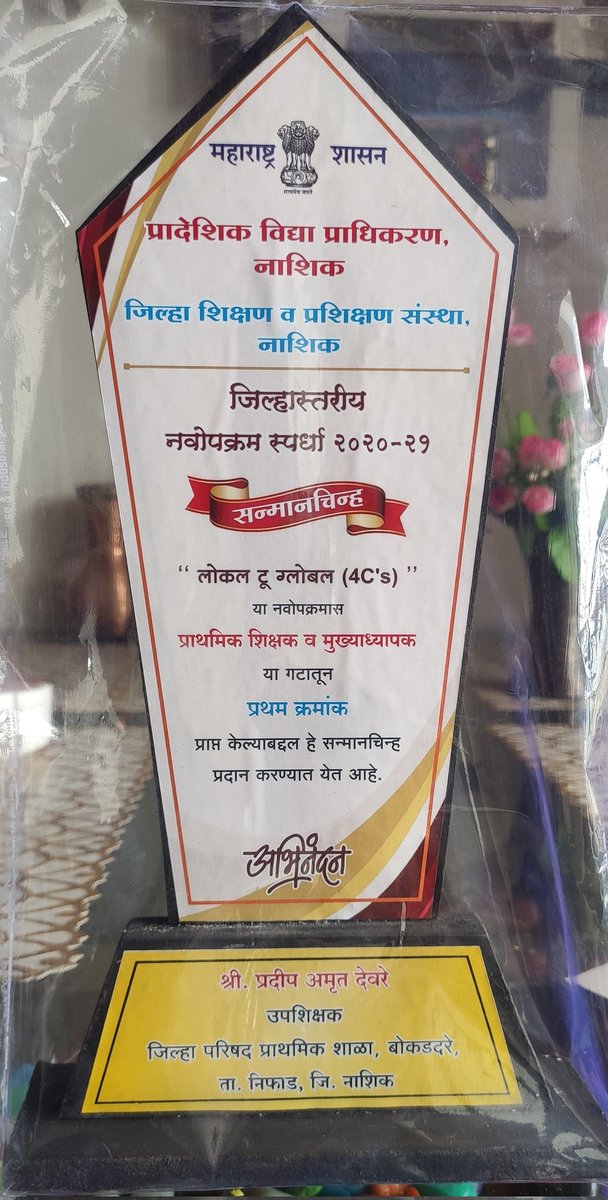 महाराष्ट्र शासन
सत्यमेव जयते
प्रादेशिक विद्या प्राधिकरण,
नाशिक
जिल्हा शिक्षण व प्रशिक्षण संस्था,
नाशिक
जिल्हास्तरीय
नवोपक्रम स्पर्धा २०२०-२१
सन्मानचिन्ह
“ लोकल टू ग्लोबल (4C's) ”
या नवोपक्रमास
प्राथमिक शिक्षक व मुख्याध्यापक
या गटातून
प्रथम क्रमांक
प्राप्त केल्याबद्दल हे सन्मानचिन्ह
प्रदान करण्यात येत आहे.
अभिनंदन
श्री. प्रदीप अमृत देवरे
उपशिक्षक
जिल्हा परिषद प्राथमिक शाळा, बोकडदरे,
ता. निफाड, जि. नाशिक